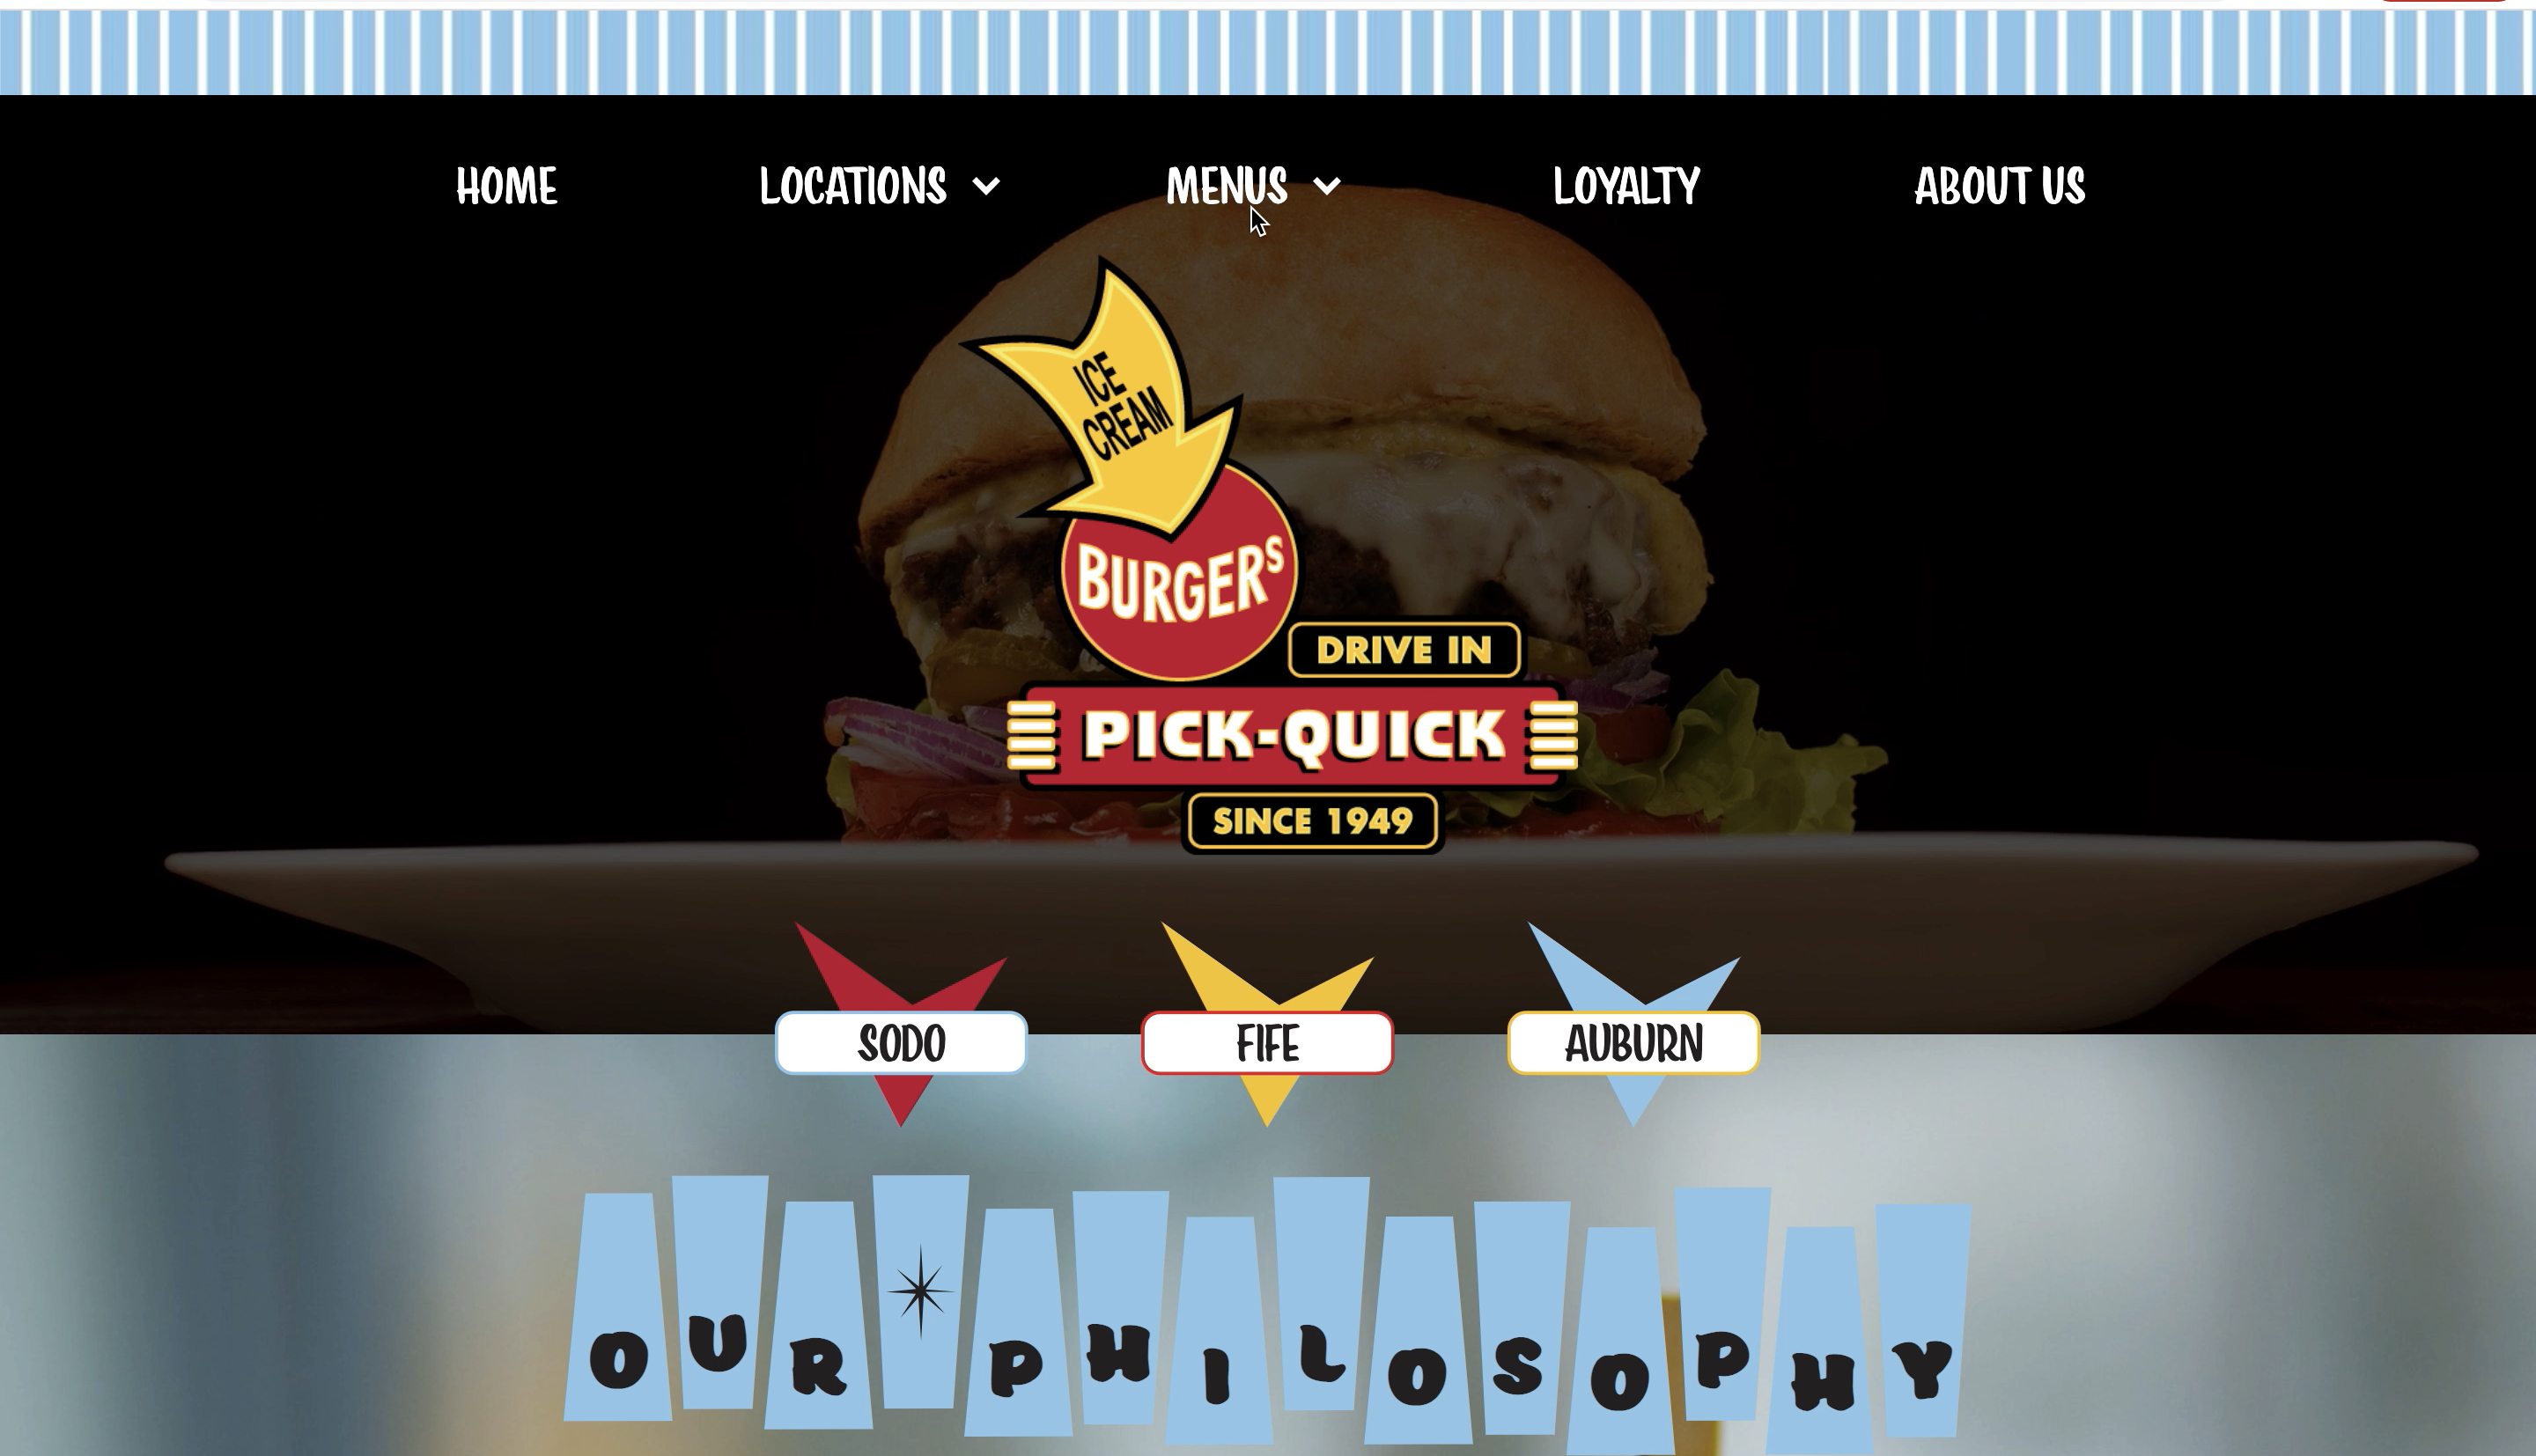 HOME LOCATIONS MENUS LOYALTY ABOUT US
ICE
CREAM
BURGERS
DRIVE IN
PICK-QUICK
SINCE 1949
SODO FIFE AUBURN
OUR PHILOSOPHY